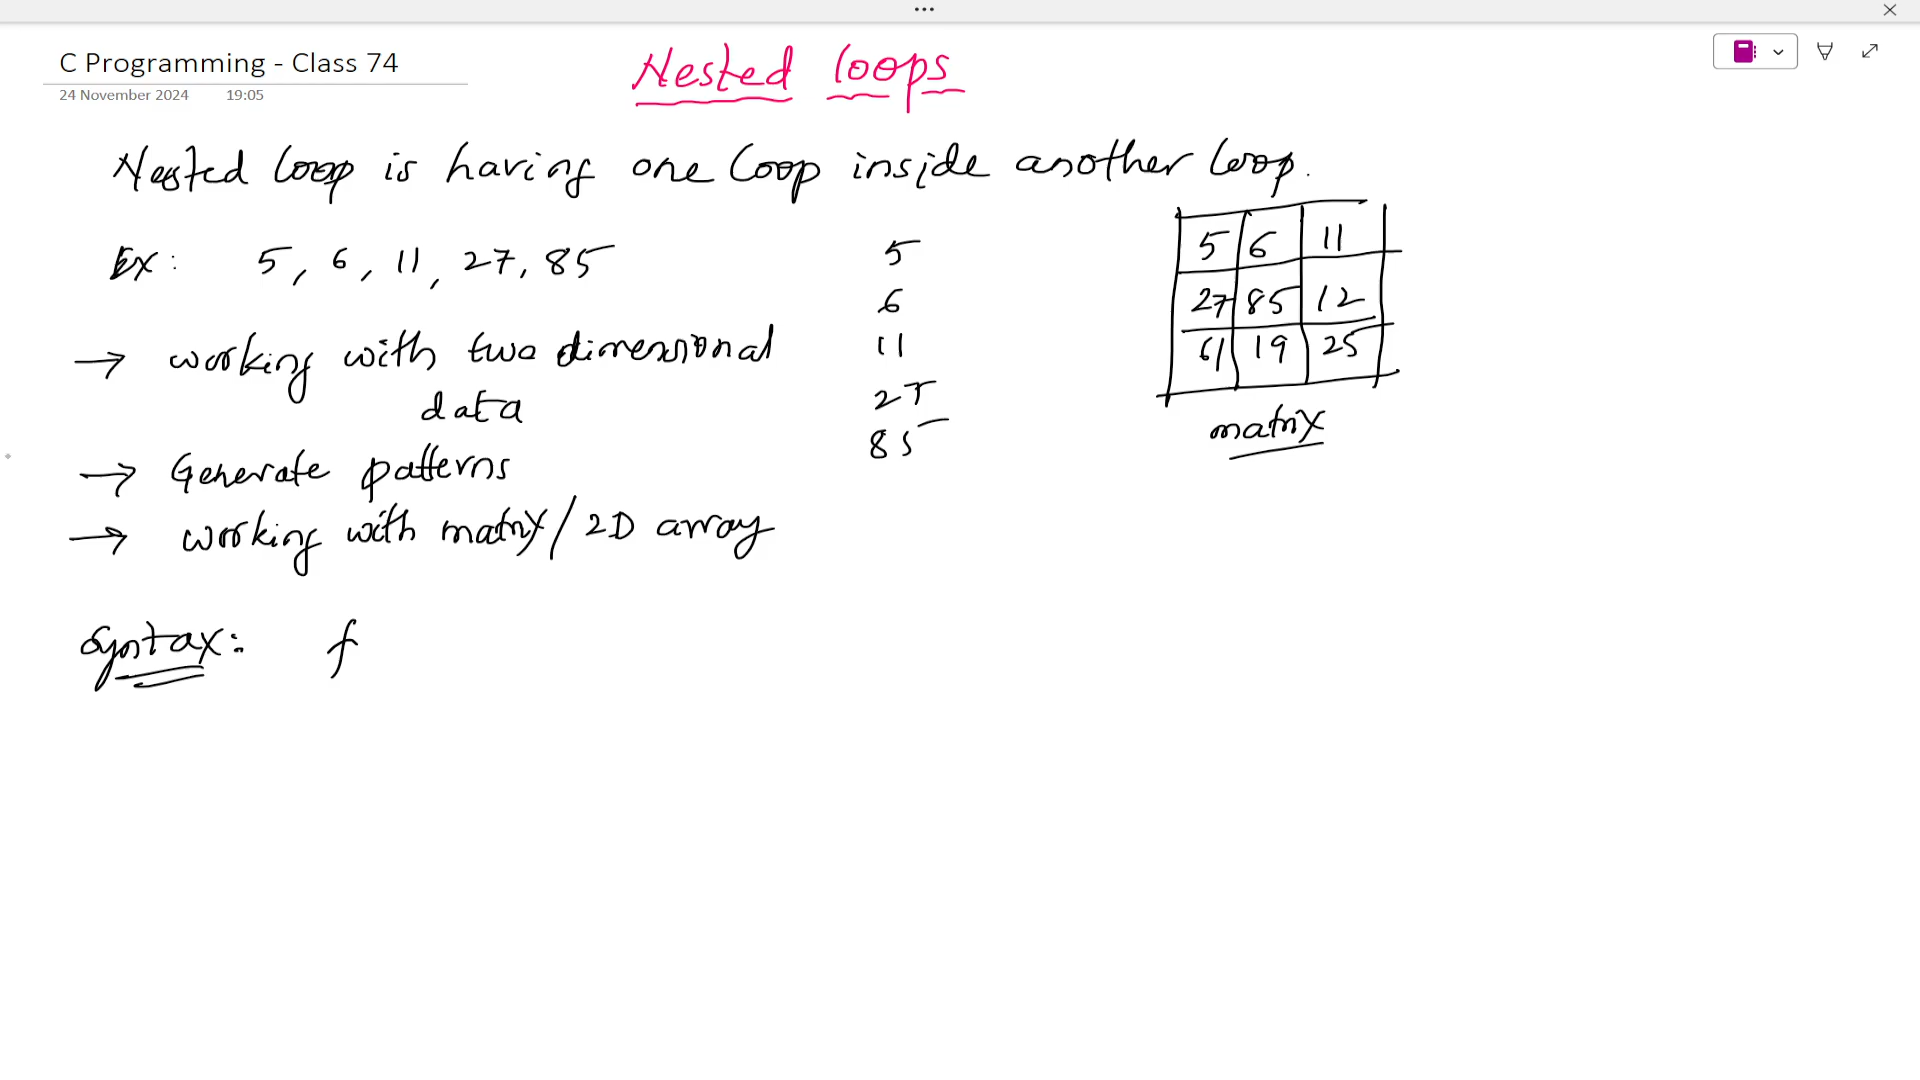 C Programming - Class 74
24 November 2024 19:05
Nested Loops
Nested loop is having one loop inside another loop.
Ex: 5, 6, 11, 27, 85
5
6
11
27
85
5 6 11
27 85 12
61 19 25
matrix
→ working with two dimensional
data
→ Generate patterns
→ working with matrix/2D array
Syntax: f